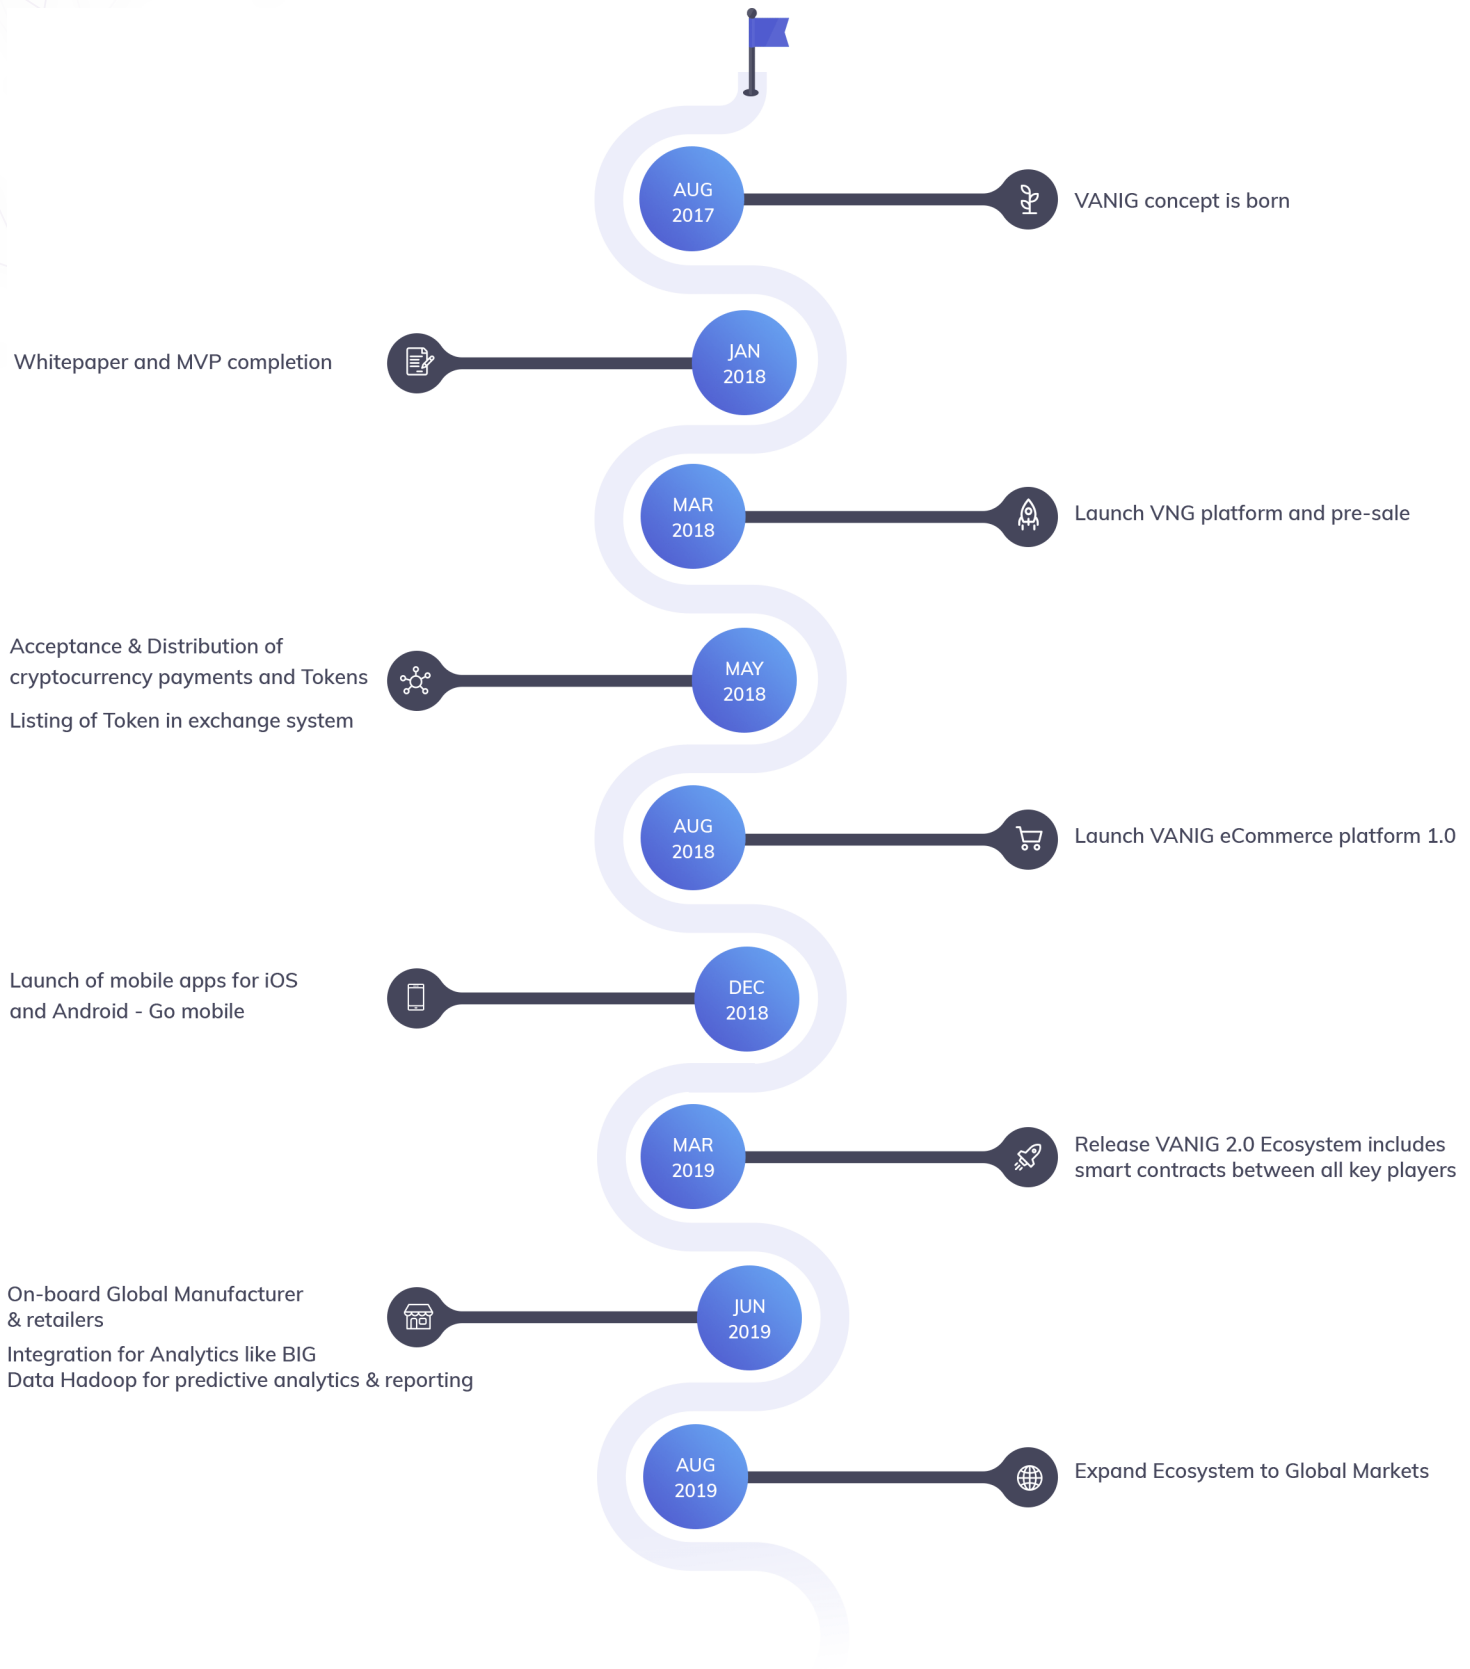 AUG
2017
VANIG concept is born
Whitepaper and MVP completion
JAN
2018
MAR
2018
Launch VNG platform and pre-sale
Acceptance & Distribution of
cryptocurrency payments and Tokens
Listing of Token in exchange system
MAY
2018
AUG
2018
Launch VANIG eCommerce platform 1.0
Launch of mobile apps for iOS
and Android - Go mobile
DEC
2018
MAR
2019
Release VANIG 2.0 Ecosystem includes
smart contracts between all key players
On-board Global Manufacturer
& retailers
Integration for Analytics like BIG
Data Hadoop for predictive analytics & reporting
JUN
2019
AUG
2019
Expand Ecosystem to Global Markets